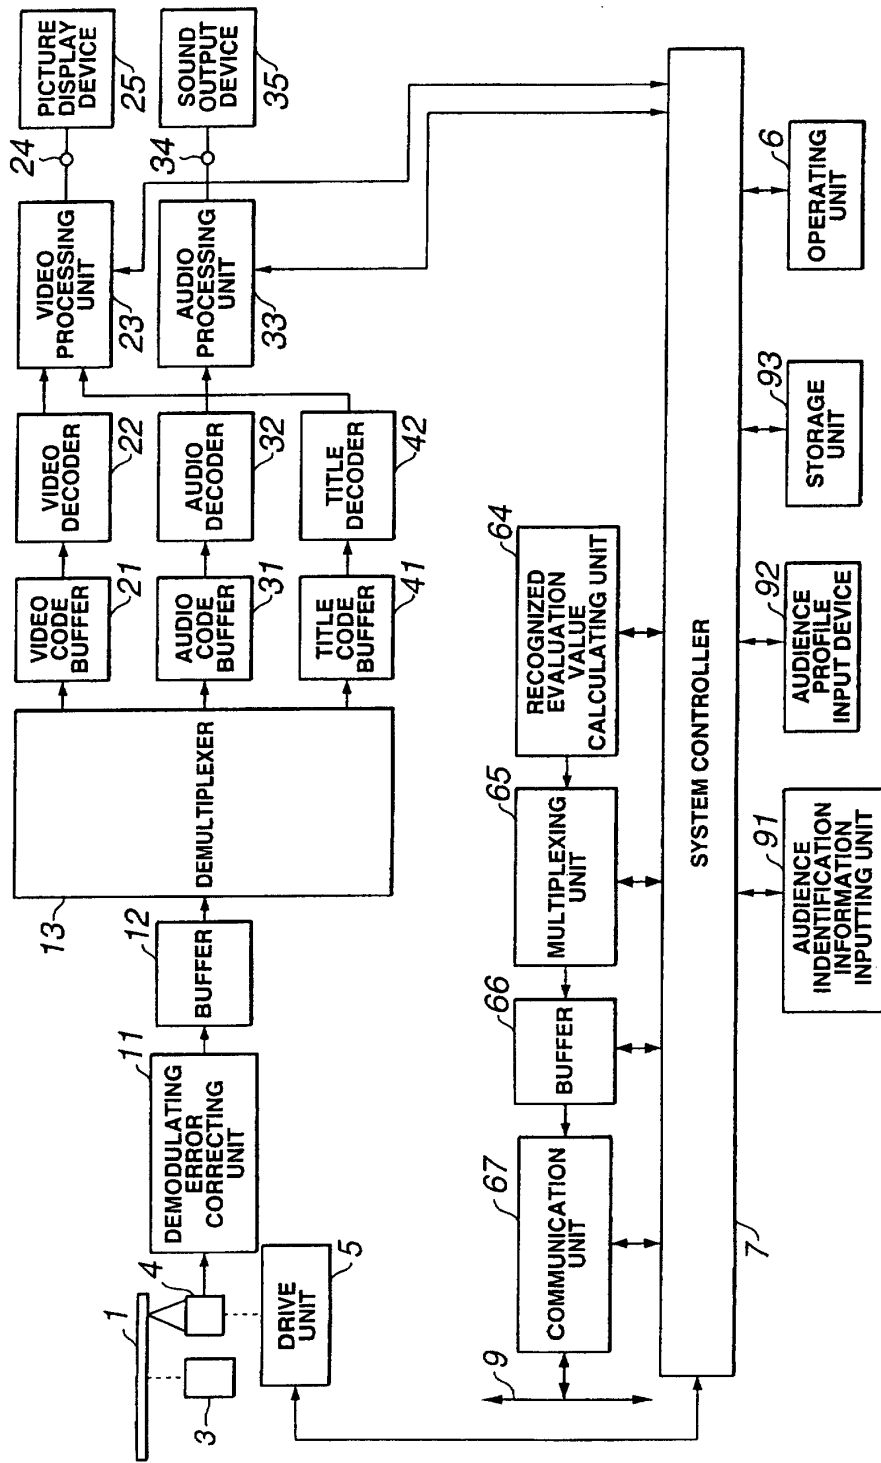 1
3
4
DRIVE
UNIT
5
DEMODULATING
ERROR
CORRECTING
UNIT
11
BUFFER
12
DEMULTIPLEXER
13
VIDEO
CODE
BUFFER
21
VIDEO
DECODER
22
VIDEO
PROCESSING
UNIT
23
24
PICTURE
DISPLAY
DEVICE
25
AUDIO
CODE
BUFFER
31
AUDIO
DECODER
32
AUDIO
PROCESSING
UNIT
33
34
SOUND
OUTPUT
DEVICE
35
TITLE
CODE
BUFFER
41
TITLE
DECODER
42
9
COMMUNICATION
UNIT
67
BUFFER
66
MULTIPLEXING
UNIT
65
RECOGNIZED
EVALUATION
VALUE
CALCULATING UNIT
64
SYSTEM CONTROLLER
7
AUDIENCE
INDENTIFICATION
INFORMATION
INPUTTING UNIT
91
AUDIENCE
PROFILE
INPUT DEVICE
92
STORAGE
UNIT
93
OPERATING
UNIT
6